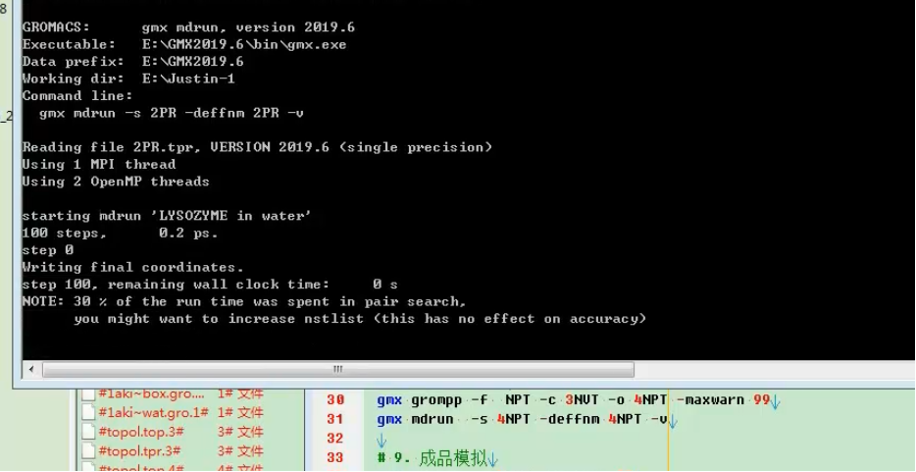 8
GROMACS: gmx mdrun, version 2019.6
Executable: E:\GMX2019.6\bin\gmx.exe
Data prefix: E:\GMX2019.6
Working dir: E:\Justin-1
Command line:
gmx mdrun -s 2PR -deffnm 2PR -v
_2
Reading file 2PR.tpr, VERSION 2019.6 (single precision)
Using 1 MPI thread
Using 2 OpenMP threads
starting mdrun 'LYSOZYME in water'
100 steps, 0.2 ps.
step 0
Writing final coordinates.
step 100, remaining wall clock time: 0 s
NOTE: 30 % of the run time was spent in pair search,
you might want to increase nstlist (this has no effect on accuracy)
#1aki~box.gro.... 1# 文件
#1aki~wat.gro.1# 1# 文件
#topol.top.3# 3# 文件
#topol.tpr.3# 3# 文件
#topol.top.4# 4# 文件
30 gmx grompp -f NPT -c 3NVT -o 4NPT -maxwarn 99↓
31 gmx mdrun -s 4NPT -deffnm 4NPT -v↓
32 ↓
33 # 9. 成品模拟↓